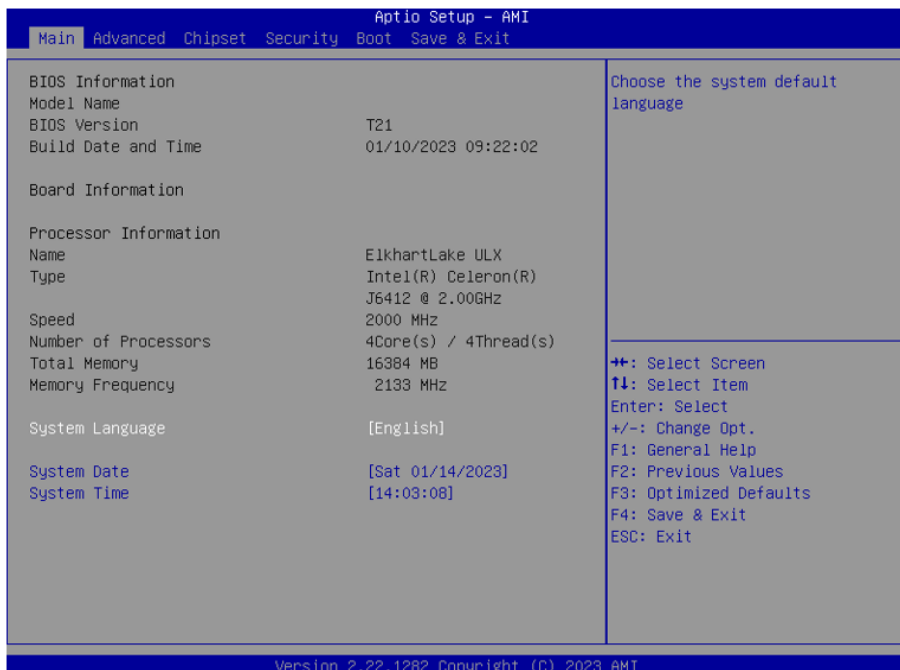 Aptio Setup – AMI
Main Advanced Chipset Security Boot Save & Exit
BIOS Information
Model Name
BIOS Version T21
Build Date and Time 01/10/2023 09:22:02
Board Information
Processor Information
Name ElkhartLake ULX
Type Intel(R) Celeron(R)
J6412 @ 2.00GHz
Speed 2000 MHz
Number of Processors 4Core(s) / 4Thread(s)
Total Memory 16384 MB
Memory Frequency 2133 MHz
System Language [English]
System Date [Sat 01/14/2023]
System Time [14:03:08]
Choose the system default
language
→←: Select Screen
↑↓: Select Item
Enter: Select
+/-: Change Opt.
F1: General Help
F2: Previous Values
F3: Optimized Defaults
F4: Save & Exit
ESC: Exit
Version 2.22.1282 Copyright (C) 2023 AMI